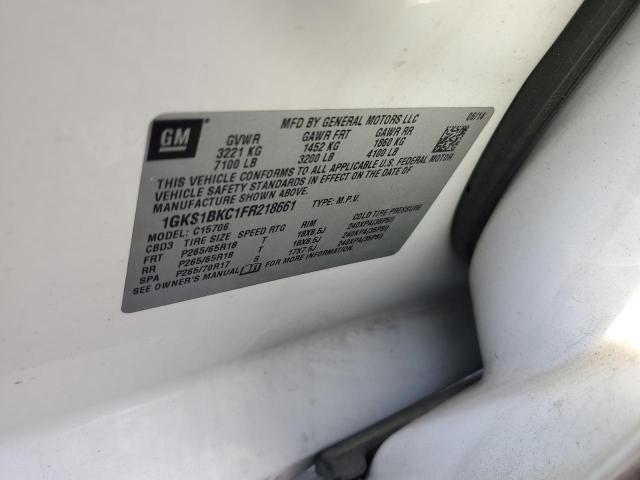 GM
MFD BY GENERAL MOTORS LLC
08/14
GVWR GAWR FRT GAWR RR
3221 KG 1452 KG 1860 KG
7100 LB 3200 LB 4100 LB
THIS VEHICLE CONFORMS TO ALL APPLICABLE U.S. FEDERAL MOTOR
VEHICLE SAFETY STANDARDS IN EFFECT ON THE DATE OF
MANUFACTURE SHOWN ABOVE.
1GKS1BKC1FR218661 TYPE: M.P.V.
MODEL: C15706
CBD3 TIRE SIZE SPEED RTG RIM COLD TIRE PRESSURE
FRT P265/65R18 T 18X8.5J 240KPA(35PSI)
RR P265/65R18 T 18X8.5J 240KPA(35PSI)
SPA P265/70R17 S 17X7.5J 240KPA(35PSI)
SEE OWNER'S MANUAL FOR MORE INFORMATION.